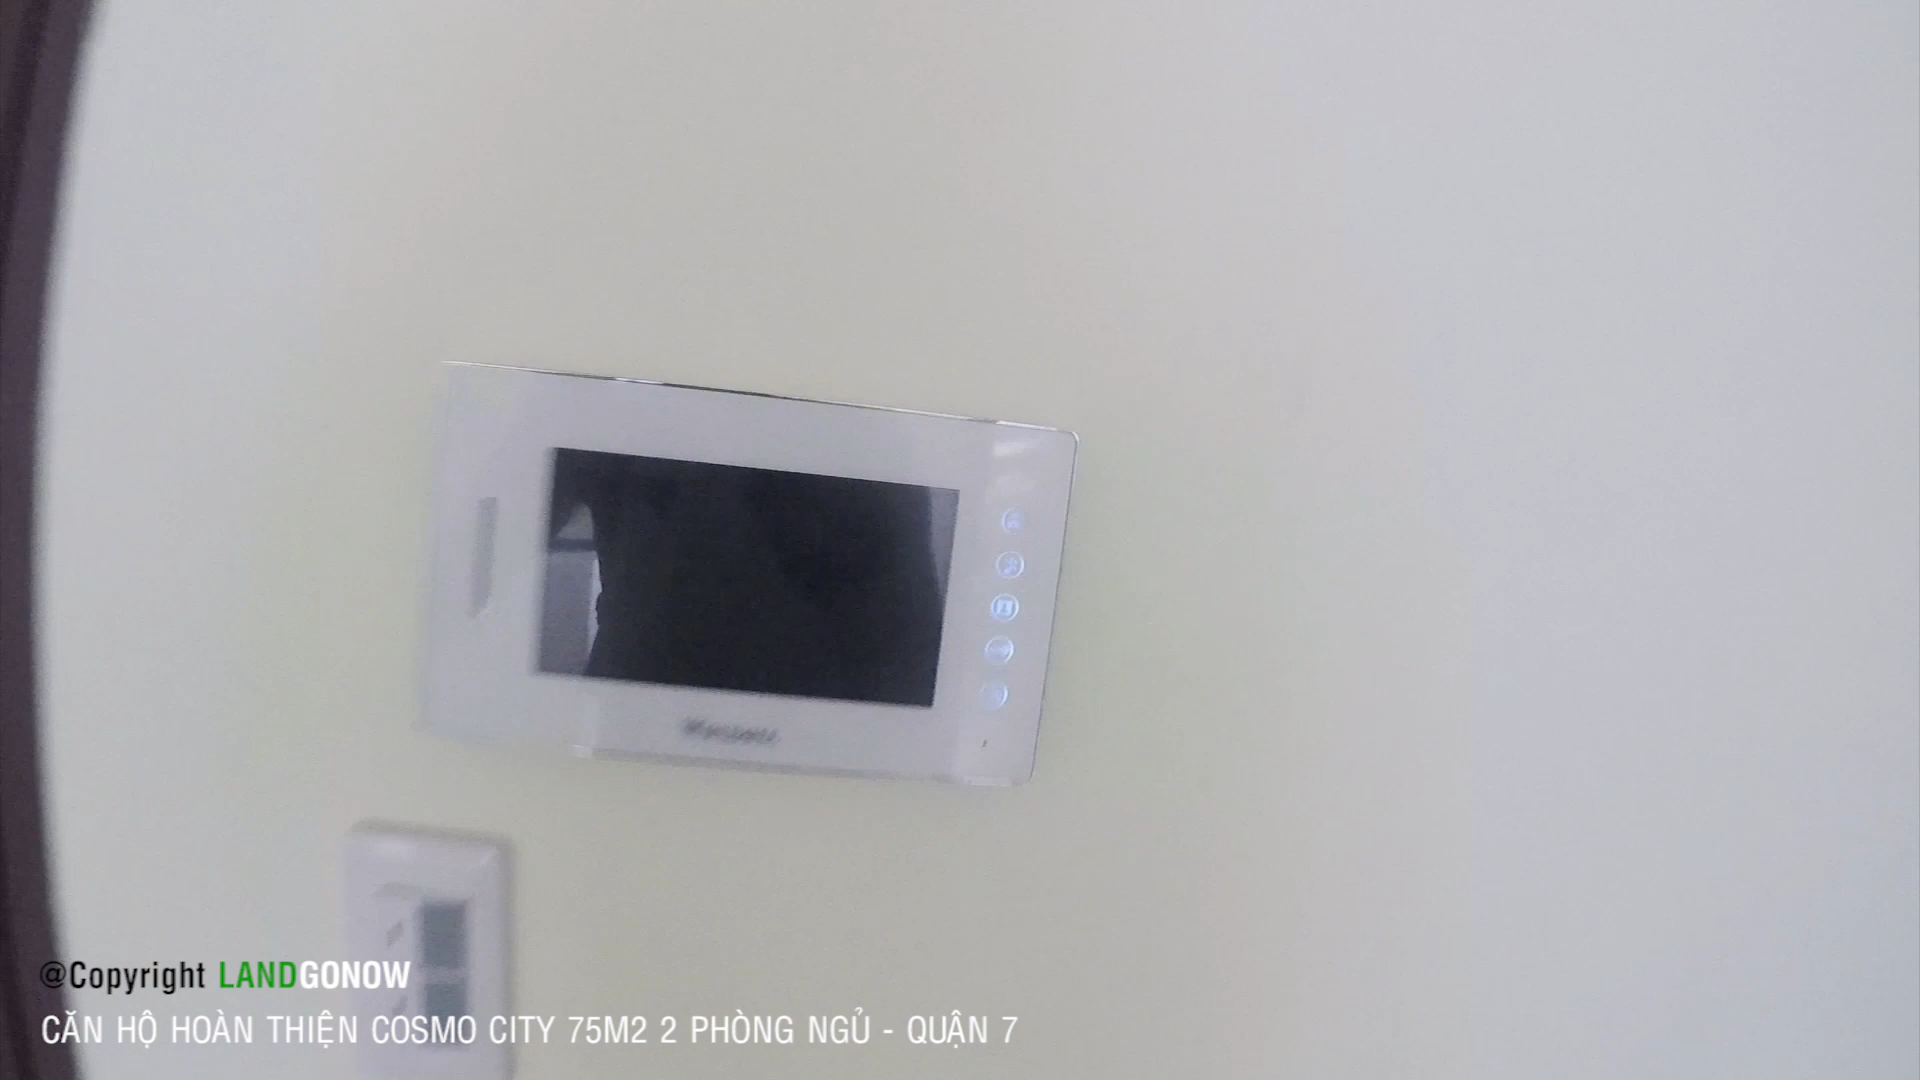 @Copyright LANDGONOW
CĂN HỘ HOÀN THIỆN COSMO CITY 75M2 2 PHÒNG NGỦ - QUẬN 7